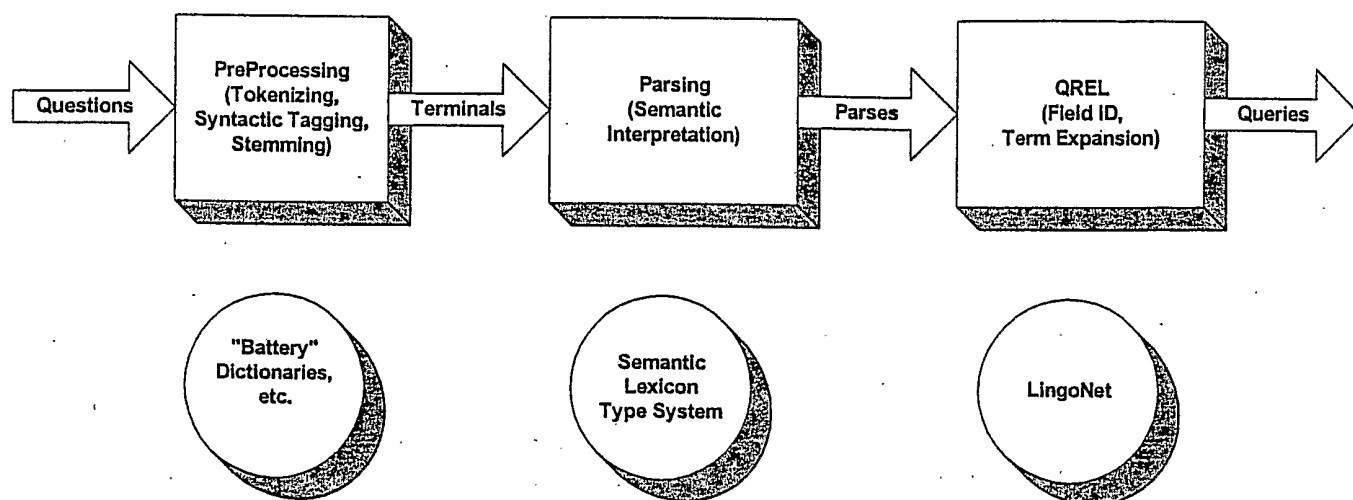 Questions
PreProcessing
(Tokenizing,
Syntactic Tagging,
Stemming)
Terminals
Parsing
(Semantic
Interpretation)
Parses
QREL
(Field ID,
Term Expansion)
Queries
"Battery"
Dictionaries,
etc.
Semantic
Lexicon
Type System
LingoNet